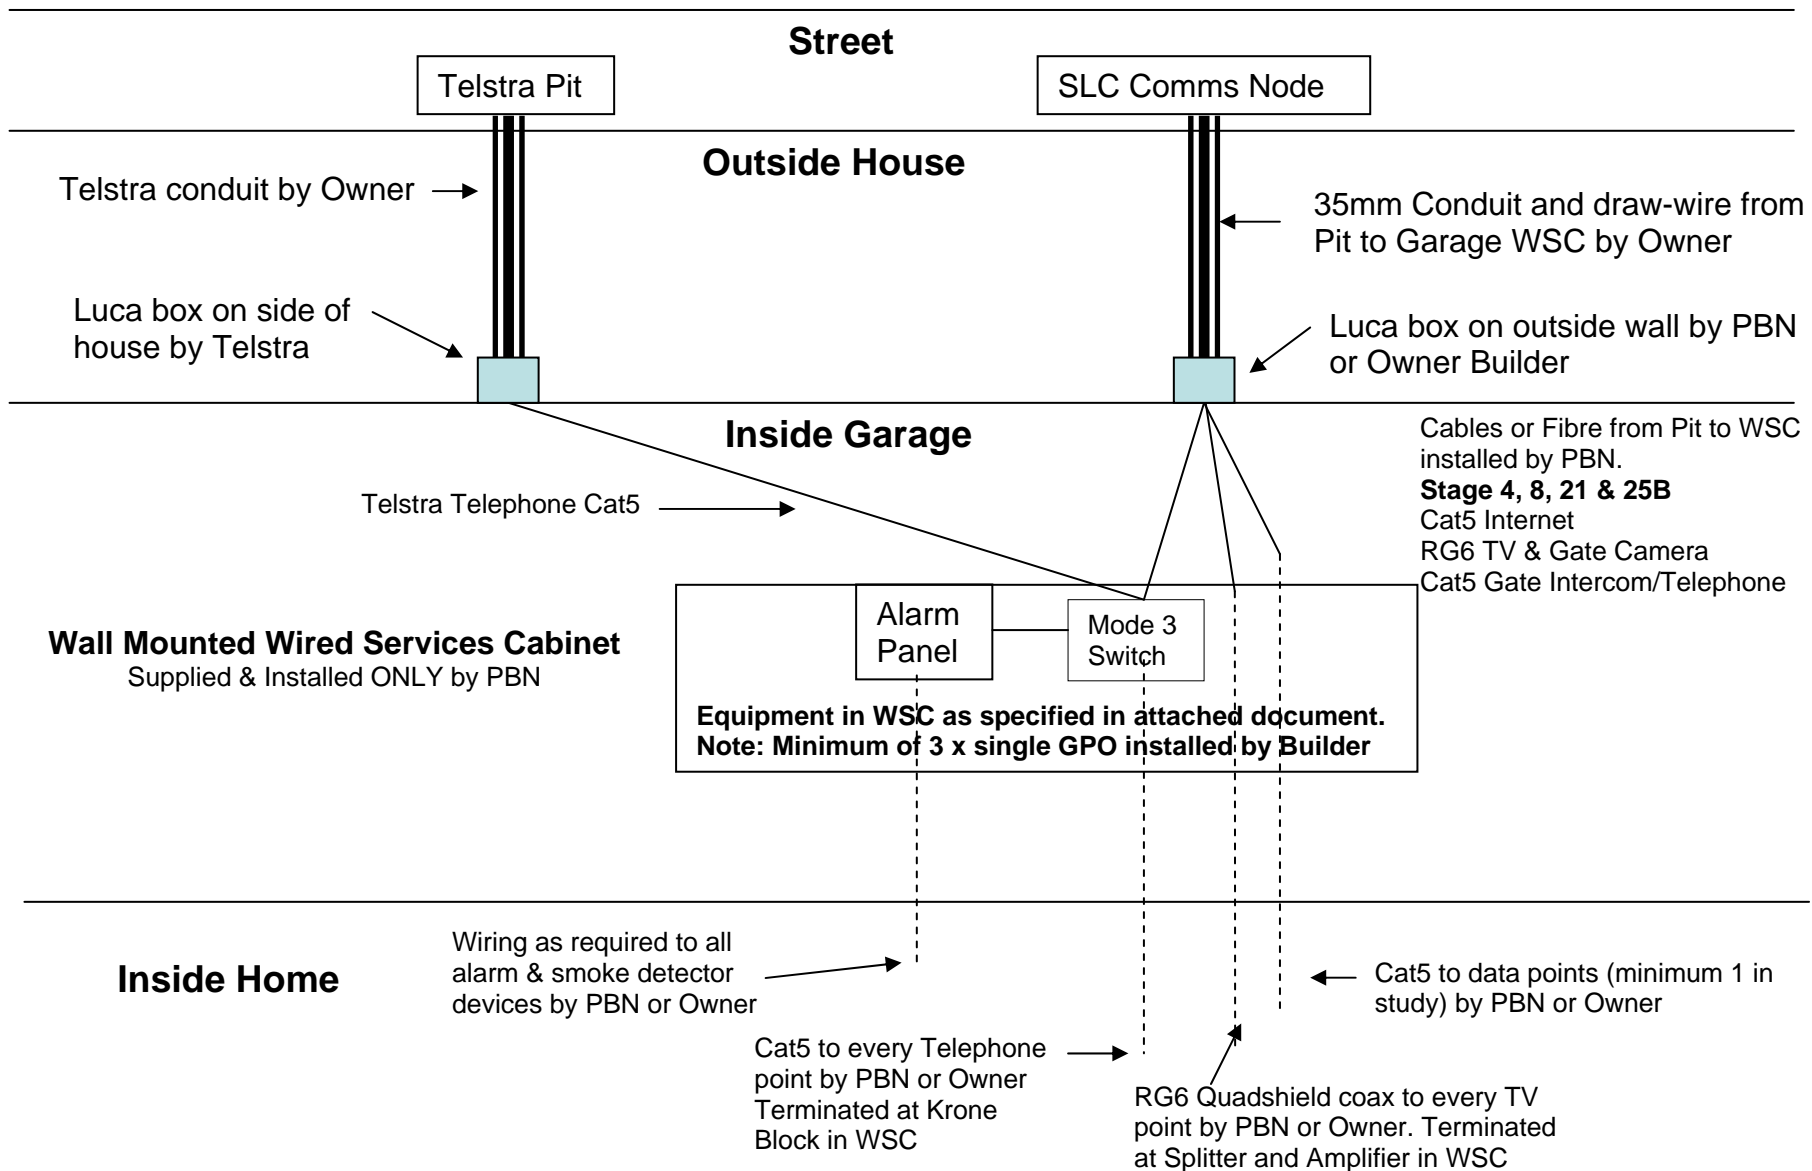 Street
Telstra Pit
SLC Comms Node
Outside House
Telstra conduit by Owner
35mm Conduit and draw-wire from
Pit to Garage WSC by Owner
Luca box on side of
house by Telstra
Luca box on outside wall by PBN
or Owner Builder
Inside Garage
Cables or Fibre from Pit to WSC
installed by PBN.
Stage 4, 8, 21 & 25B
Cat5 Internet
RG6 TV & Gate Camera
Cat5 Gate Intercom/Telephone
Telstra Telephone Cat5
Wall Mounted Wired Services Cabinet
Supplied & Installed ONLY by PBN
Alarm
Panel
Mode 3
Switch
Equipment in WSC as specified in attached document.
Note: Minimum of 3 x single GPO installed by Builder
Inside Home
Wiring as required to all
alarm & smoke detector
devices by PBN or Owner
Cat5 to data points (minimum 1 in
study) by PBN or Owner
Cat5 to every Telephone
point by PBN or Owner
Terminated at Krone
Block in WSC
RG6 Quadshield coax to every TV
point by PBN or Owner. Terminated
at Splitter and Amplifier in WSC